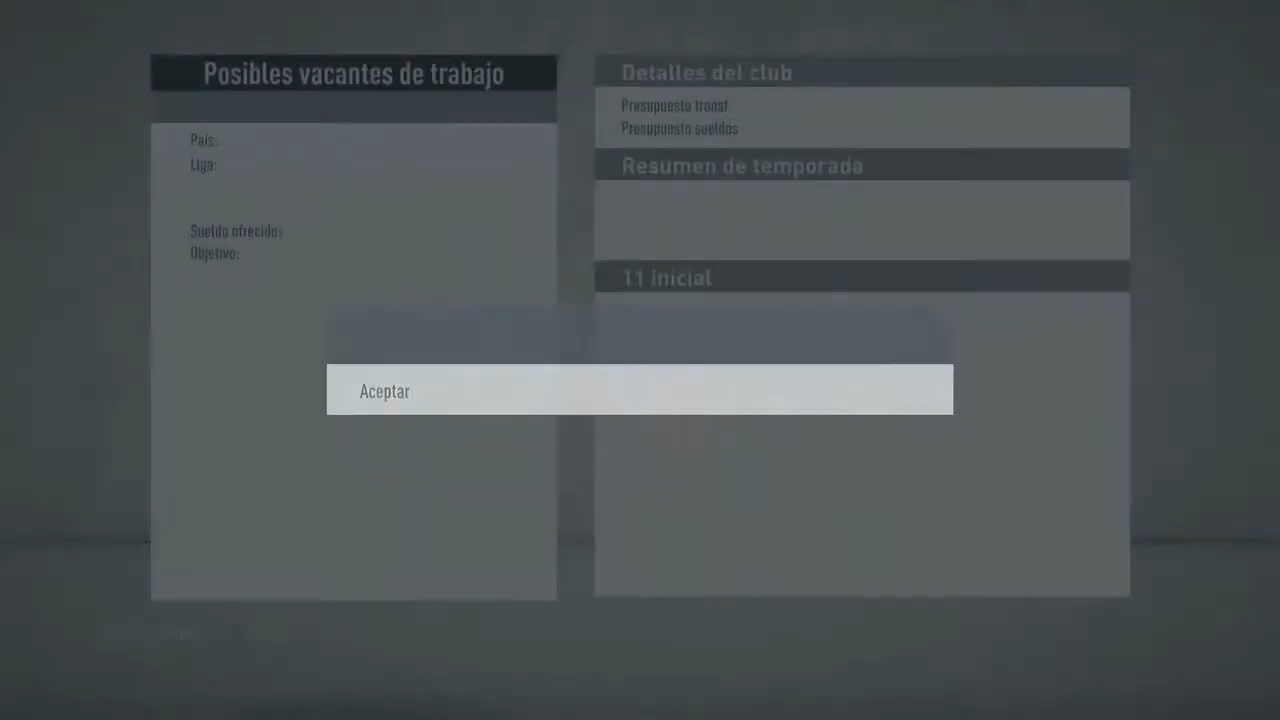 Posibles vacantes de trabajo
País:
Liga:
Sueldo ofrecido:
Objetivo:
Detalles del club
Presupuesto transf.
Presupuesto sueldos
Resumen de temporada
11 inicial
Aceptar